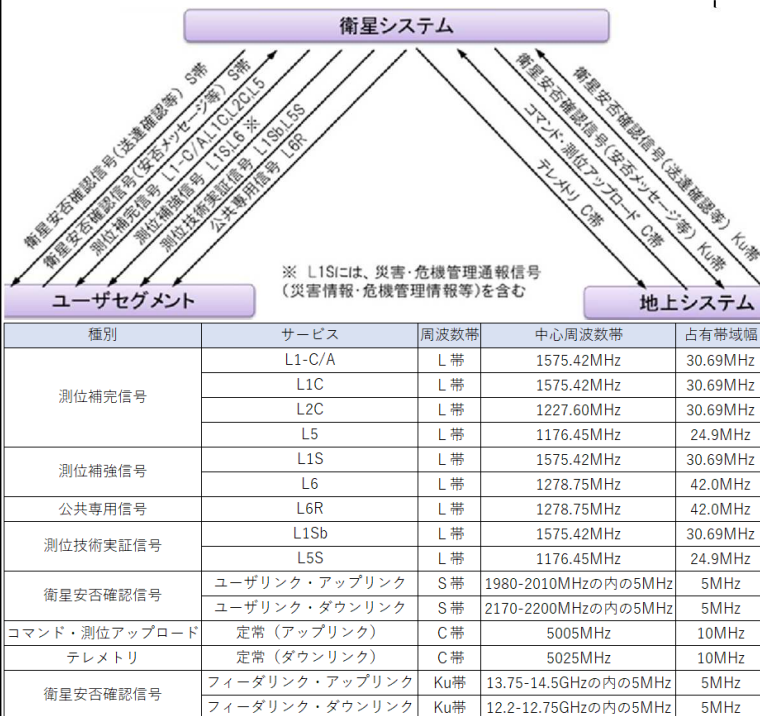 衛星システム
衛星安否確認信号(送達確認等) S帯
衛星安否確認信号(安否メッセージ等) S帯
測位補完信号 L1-C/A,L1C,L2C,L5
測位補強信号 L1S,L6 ※
測位技術実証信号 L1Sb,L5S
公共専用信号 L6R
テレメトリ C帯
コマンド・測位アップロード C帯
衛星安否確認信号(安否メッセージ等) Ku帯
衛星安否確認信号(送達確認等) Ku帯
※ L1Sには、災害・危機管理通報信号
(災害情報・危機管理情報等)を含む
ユーザセグメント
地上システム
種別 サービス 周波数帯 中心周波数帯 占有帯域幅
測位補完信号 L1-C/A L帯 1575.42MHz 30.69MHz
L1C L帯 1575.42MHz 30.69MHz
L2C L帯 1227.60MHz 30.69MHz
L5 L帯 1176.45MHz 24.9MHz
測位補強信号 L1S L帯 1575.42MHz 30.69MHz
L6 L帯 1278.75MHz 42.0MHz
公共専用信号 L6R L帯 1278.75MHz 42.0MHz
測位技術実証信号 L1Sb L帯 1575.42MHz 30.69MHz
L5S L帯 1176.45MHz 24.9MHz
衛星安否確認信号 ユーザリンク・アップリンク S帯 1980-2010MHzの内の5MHz 5MHz
ユーザリンク・ダウンリンク S帯 2170-2200MHzの内の5MHz 5MHz
コマンド・測位アップロード 定常（アップリンク） C帯 5005MHz 10MHz
テレメトリ 定常（ダウンリンク） C帯 5025MHz 10MHz
衛星安否確認信号 フィーダリンク・アップリンク Ku帯 13.75-14.5GHzの内の5MHz 5MHz
フィーダリンク・ダウンリンク Ku帯 12.2-12.75GHzの内の5MHz 5MHz